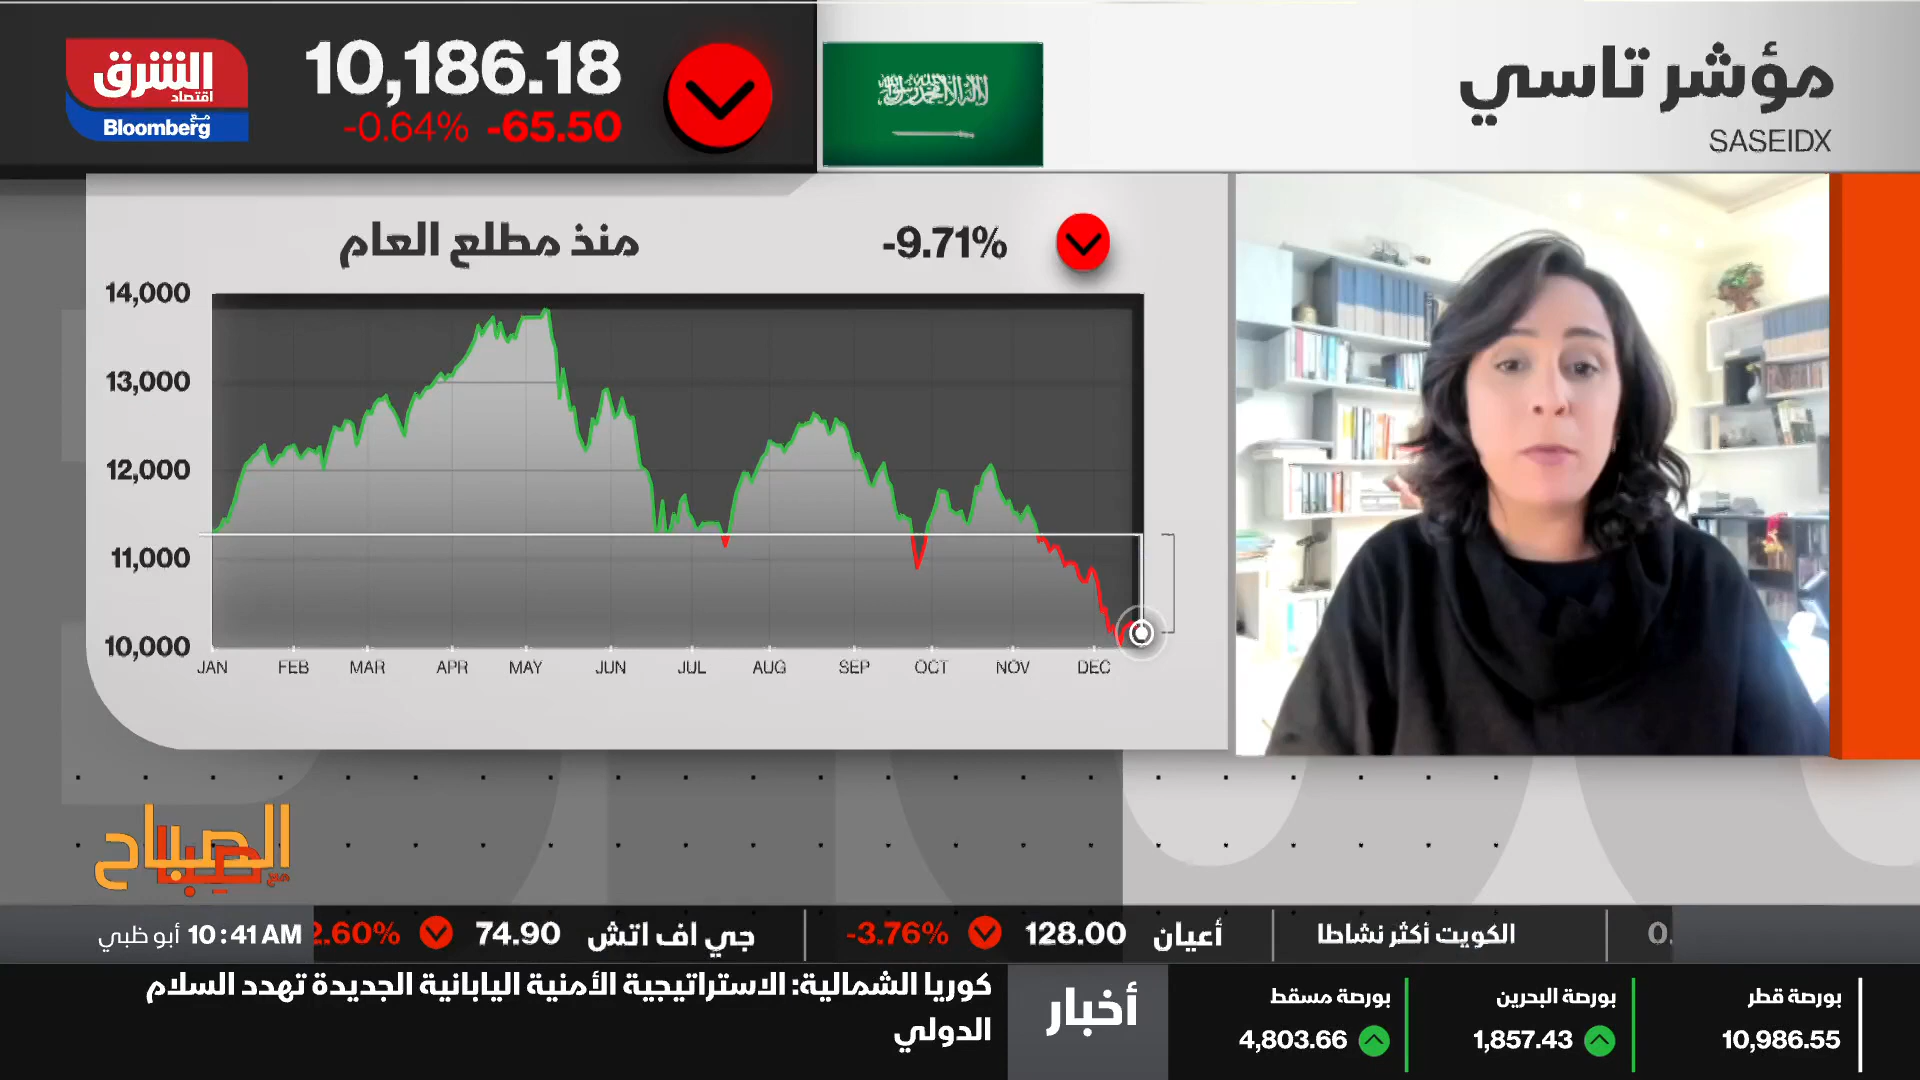 الشرق
اقتصاد
مع
Bloomberg
10,186.18
-0.64% -65.50
مؤشر تاسي
SASEIDX
منذ مطلع العام
-9.71%
14,000
13,000
12,000
11,000
10,000
JAN FEB MAR APR MAY JUN JUL AUG SEP OCT NOV DEC
الصباح
مع صبا
0.
الكويت أكثر نشاطا
أعيان 128.00 -3.76%
جي اف اتش 74.90 2.60%
10:41 AM أبو ظبي
بورصة قطر
10,986.55
بورصة البحرين
1,857.43
بورصة مسقط
4,803.66
أخبار
كوريا الشمالية: الاستراتيجية الأمنية اليابانية الجديدة تهدد السلام
الدولي